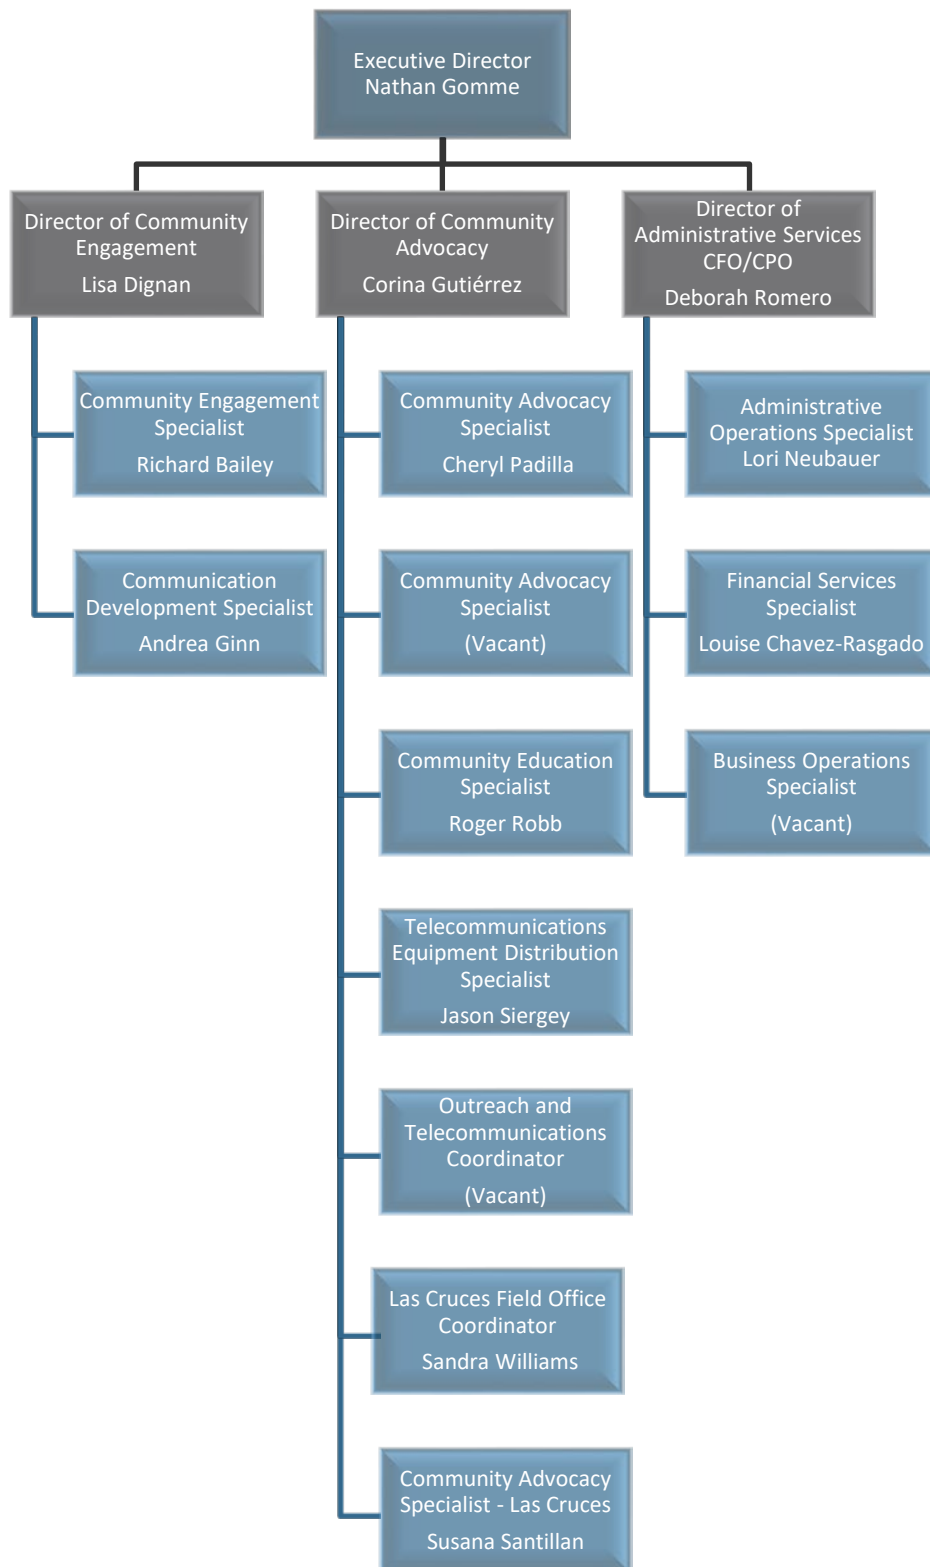 Executive Director
Nathan Gomme
Director of Community
Engagement
Lisa Dignan
Community Engagement
Specialist
Richard Bailey
Communication
Development Specialist
Andrea Ginn
Director of Community
Advocacy
Corina Gutiérrez
Community Advocacy
Specialist
Cheryl Padilla
Community Advocacy
Specialist
(Vacant)
Community Education
Specialist
Roger Robb
Telecommunications
Equipment Distribution
Specialist
Jason Siergey
Outreach and
Telecommunications
Coordinator
(Vacant)
Las Cruces Field Office
Coordinator
Sandra Williams
Community Advocacy
Specialist - Las Cruces
Susana Santillan
Director of
Administrative Services
CFO/CPO
Deborah Romero
Administrative
Operations Specialist
Lori Neubauer
Financial Services
Specialist
Louise Chavez-Rasgado
Business Operations
Specialist
(Vacant)